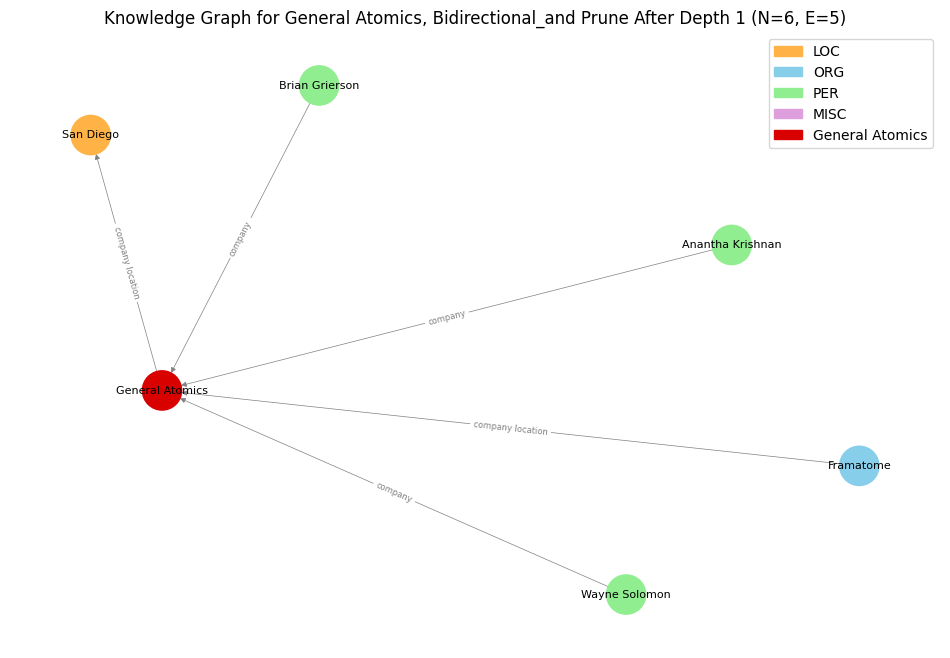 Knowledge Graph for General Atomics, Bidirectional_and Prune After Depth 1 (N=6, E=5)
LOC
ORG
PER
MISC
General Atomics
Brian Grierson
San Diego
company
company location
Anantha Krishnan
company
General Atomics
company location
Framatome
company
Wayne Solomon